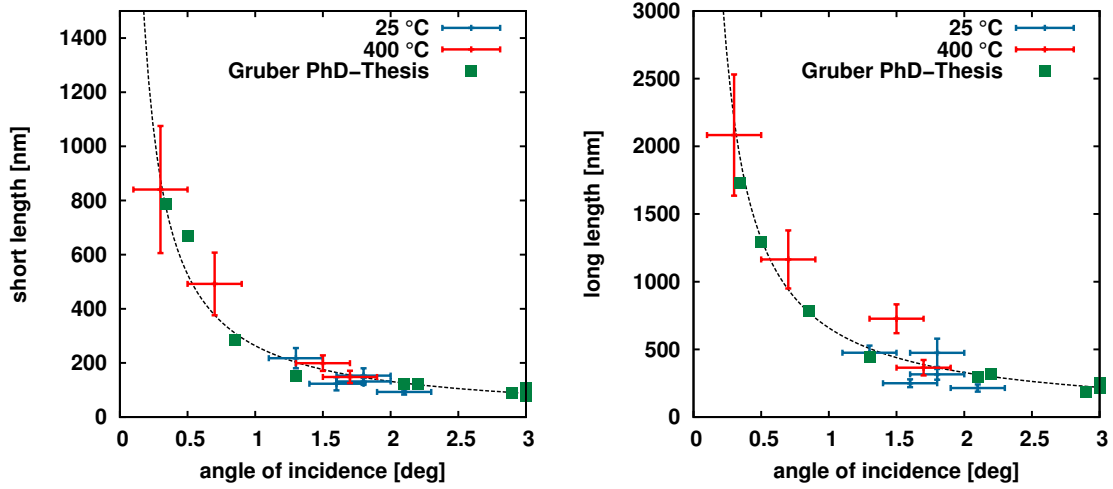 1400
1200
1000
800
600
400
200
0
short length [nm]
25 °C
400 °C
Gruber PhD-Thesis
0 0.5 1 1.5 2 2.5 3
angle of incidence [deg]
3000
2500
2000
1500
1000
500
0
long length [nm]
25 °C
400 °C
Gruber PhD-Thesis
0 0.5 1 1.5 2 2.5 3
angle of incidence [deg]